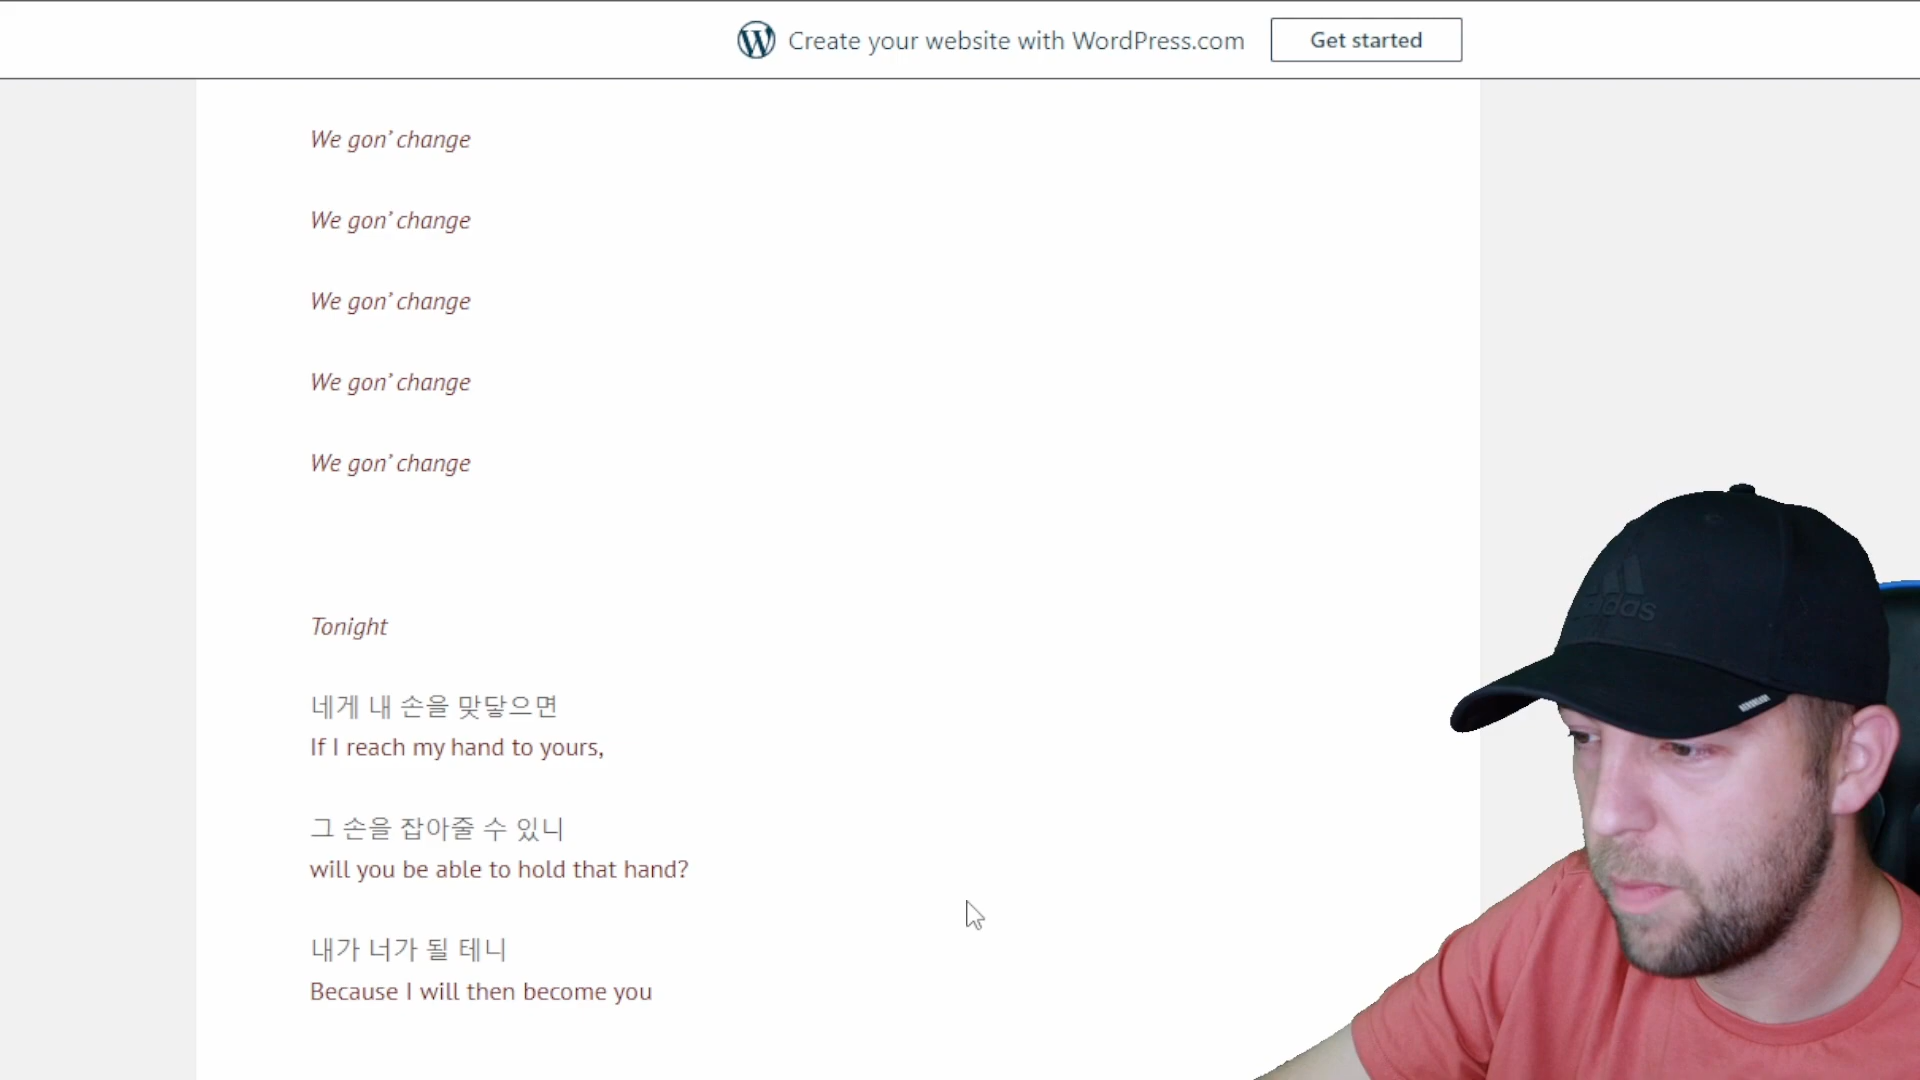 Create your website with WordPress.com
Get started
We gon’ change
We gon’ change
We gon’ change
We gon’ change
We gon’ change
Tonight
네게 내 손을 맞닿으면
If I reach my hand to yours,
그 손을 잡아줄 수 있니
will you be able to hold that hand?
내가 너가 될 테니
Because I will then become you
adidas